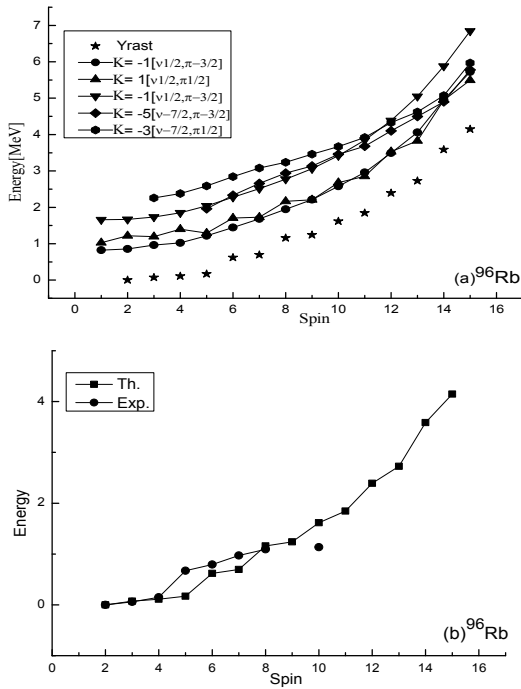 7
6
5
4
3
2
1
0
Energy[MeV]
Yrast
K= -1[ν1/2,π−3/2]
K= 1[ν1/2,π1/2]
K= -1[ν1/2,π−3/2]
K= -5[ν−7/2,π−3/2]
K= -3[ν−7/2,π1/2]
(a)96Rb
0 2 4 6 8 10 12 14 16
Spin
Th.
Exp.
4
2
0
Energy
(b)96Rb
0 2 4 6 8 10 12 14 16
Spin